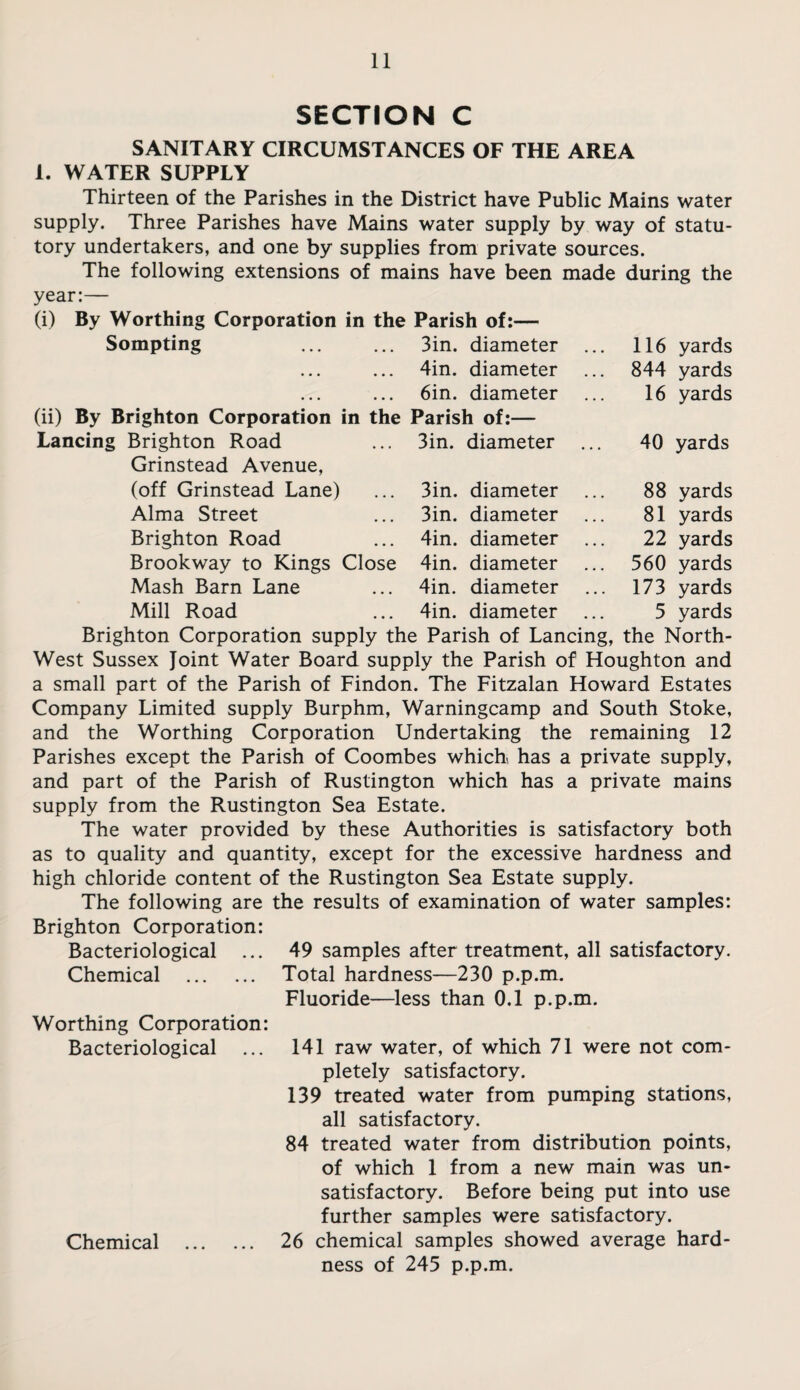 11
SECTION C
SANITARY CIRCUMSTANCES OF THE AREA
1. WATER SUPPLY
Thirteen of the Parishes in the District have Public Mains water
supply. Three Parishes have Mains water supply by way of statu-
tory undertakers, and one by supplies from private sources.
The following extensions of mains have been made during the
year:—
(i) By Worthing Corporation in the Parish of:—
Sompting ... ... 3in. diameter ... 116 yards
... ... 4in. diameter ... 844 yards
... ... 6in. diameter ... 16 yards
(ii) By Brighton Corporation in the Parish of:—
Lancing Brighton Road ... 3in. diameter ... 40 yards
Grinstead Avenue,
(off Grinstead Lane) ... 3in. diameter ... 88 yards
Alma Street ... 3in. diameter ... 81 yards
Brighton Road ... 4in. diameter ... 22 yards
Brookway to Kings Close 4in. diameter ... 560 yards
Mash Barn Lane ... 4in. diameter ... 173 yards
Mill Road ... 4in. diameter ... 5 yards
Brighton Corporation supply the Parish of Lancing, the North-
West Sussex Joint Water Board supply the Parish of Houghton and
a small part of the Parish of Findon. The Fitzalan Howard Estates
Company Limited supply Burphm, Warningcamp and South Stoke,
and the Worthing Corporation Undertaking the remaining 12
Parishes except the Parish of Coombes which has a private supply,
and part of the Parish of Rustington which has a private mains
supply from the Rustington Sea Estate.
The water provided by these Authorities is satisfactory both
as to quality and quantity, except for the excessive hardness and
high chloride content of the Rustington Sea Estate supply.
The following are the results of examination of water samples:
Brighton Corporation:
Bacteriological ... 49 samples after treatment, all satisfactory.
Chemical ... ... Total hardness—230 p.p.m.
Fluoride—less than 0.1 p.p.m.
Worthing Corporation:
Bacteriological ... 141 raw water, of which 71 were not com-
pletely satisfactory.
139 treated water from pumping stations,
all satisfactory.
84 treated water from distribution points,
of which 1 from a new main was un-
satisfactory. Before being put into use
further samples were satisfactory.
Chemical ... ... 26 chemical samples showed average hard-
ness of 245 p.p.m.